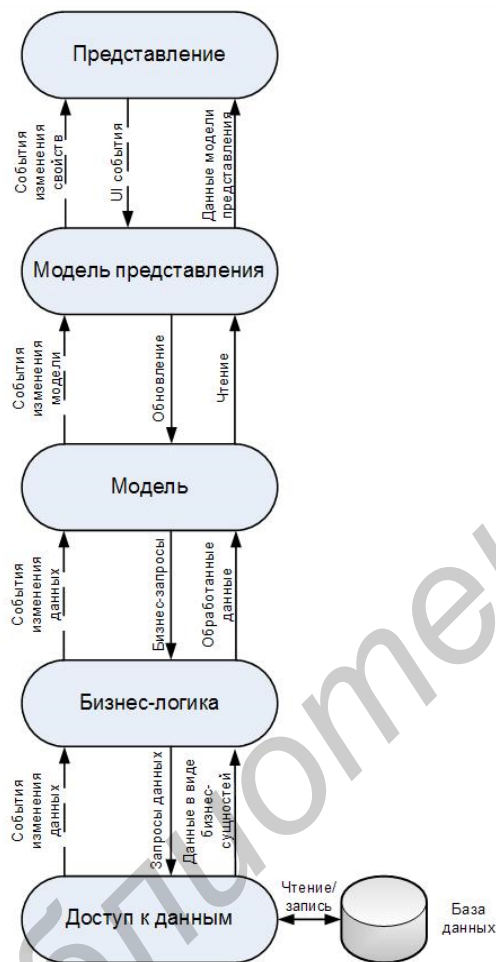 Представление
События
изменения
свойств
UI события
Данные модели
представления
Модель представления
События
изменения
модели
Обновление
Чтение
Модель
События
изменения
данных
Бизнес-запросы
Обработанные
данные
Бизнес-логика
События
изменения
данных
Запросы данных
Данные в виде
бизнес-
сущностей
Доступ к данным
Чтение/
запись
База
данных